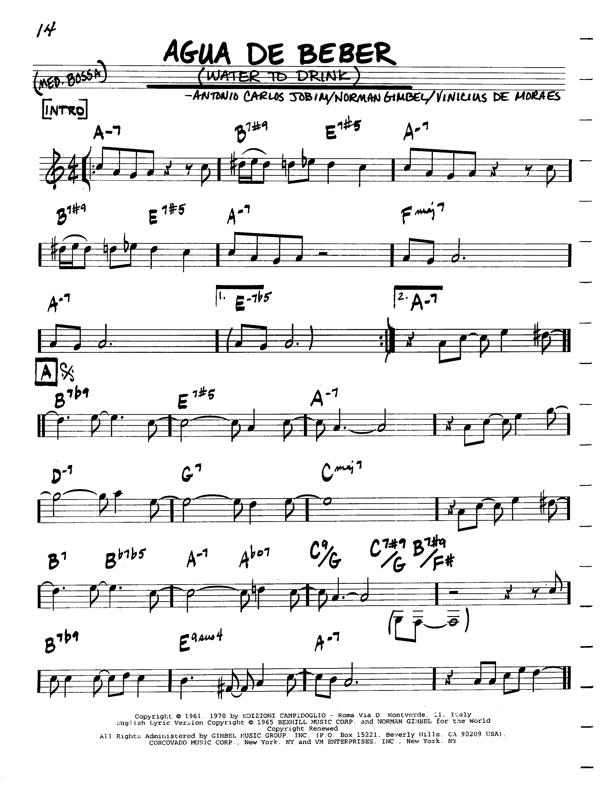 14
AGUA DE BEBER
(MED. BOSSA)
(WATER TO DRINK)
-ANTONIO CARLOS JOBIM/NORMAN GIMBEL/VINICIUS DE MORAES
INTRO
A-7 B7#9 E7#5 A-7
B7#9 E7#5 A-7 Fmaj7
A-7 1. E-7b5 2. A-7
A
B7b9 E7#5 A-7
D-7 G7 Cmaj7
B7 Bb7b5 A-7 Abo7 C9/G C7#9/G B7#9/F#
B7b9 E9sus4 A-7
Copyright © 1961, 1970 by EDIZIONI CAMPIDOGLIO - Roma Via D. Montverde, 11, Italy
English Lyric Version Copyright © 1965 BEXHILL MUSIC CORP. and NORMAN GIMBEL for the World
Copyright Renewed
All Rights Administered by GIMBEL MUSIC GROUP, INC. (P.O. Box 15221, Beverly Hills, CA 90209 USA),
CORCOVADO MUSIC CORP., New York, NY and VM ENTERPRISES, INC., New York, NY